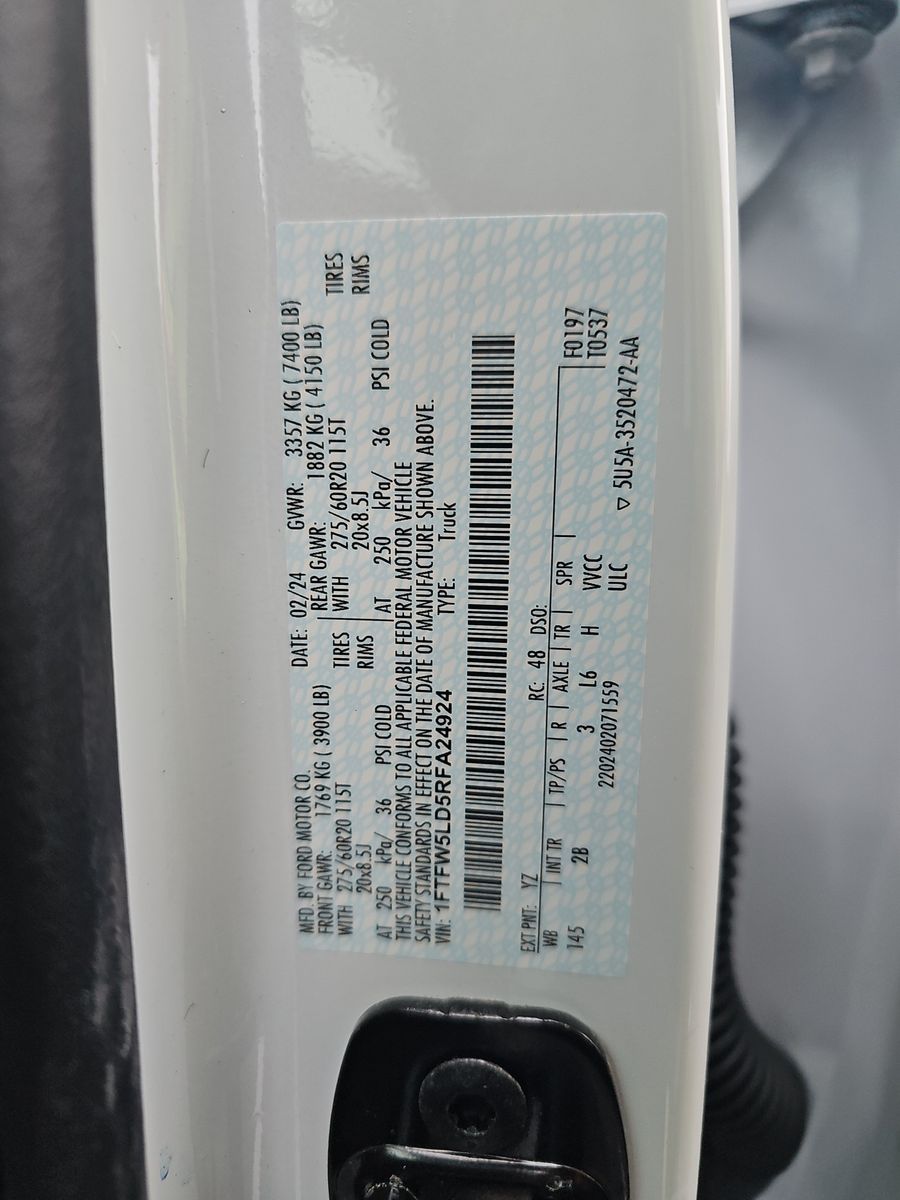 MFD. BY FORD MOTOR CO. DATE: 02/24 GVWR: 3357 KG ( 7400 LB)
FRONT GAWR: 1769 KG ( 3900 LB) REAR GAWR: 1882 KG ( 4150 LB)
WITH 275/60R20 115T TIRES WITH 275/60R20 115T TIRES
20x8.5J RIMS 20x8.5J RIMS
AT 250 kPa/ 36 PSI COLD AT 250 kPa/ 36 PSI COLD
THIS VEHICLE CONFORMS TO ALL APPLICABLE FEDERAL MOTOR VEHICLE
SAFETY STANDARDS IN EFFECT ON THE DATE OF MANUFACTURE SHOWN ABOVE.
VIN: 1FTFW5LD5RFA24924 TYPE: Truck
EXT PNT: YZ RC: 48 DSO:
WB INT TR TP/PS R AXLE TR SPR F0197
145 2B 3 L6 H VVCC T0537
2202402071559 ULC
▽ 5U5A-3520472-AA